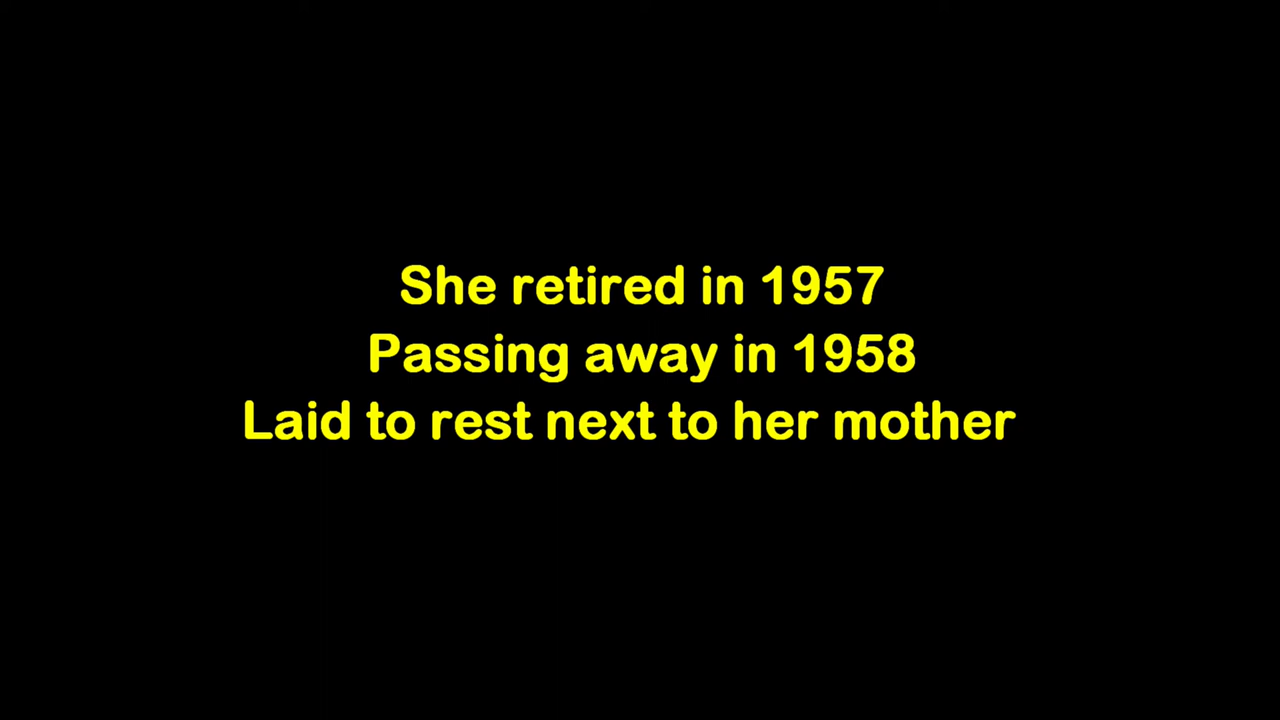 She retired in 1957
Passing away in 1958
Laid to rest next to her mother